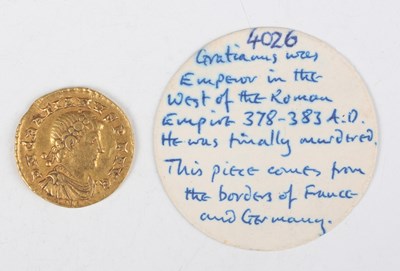 4026
Gratianus was
Emperor in the
West of the Roman
Empire 378-383 A.D.
He was finally murdered.
This piece comes from
the borders of France
and Germany.